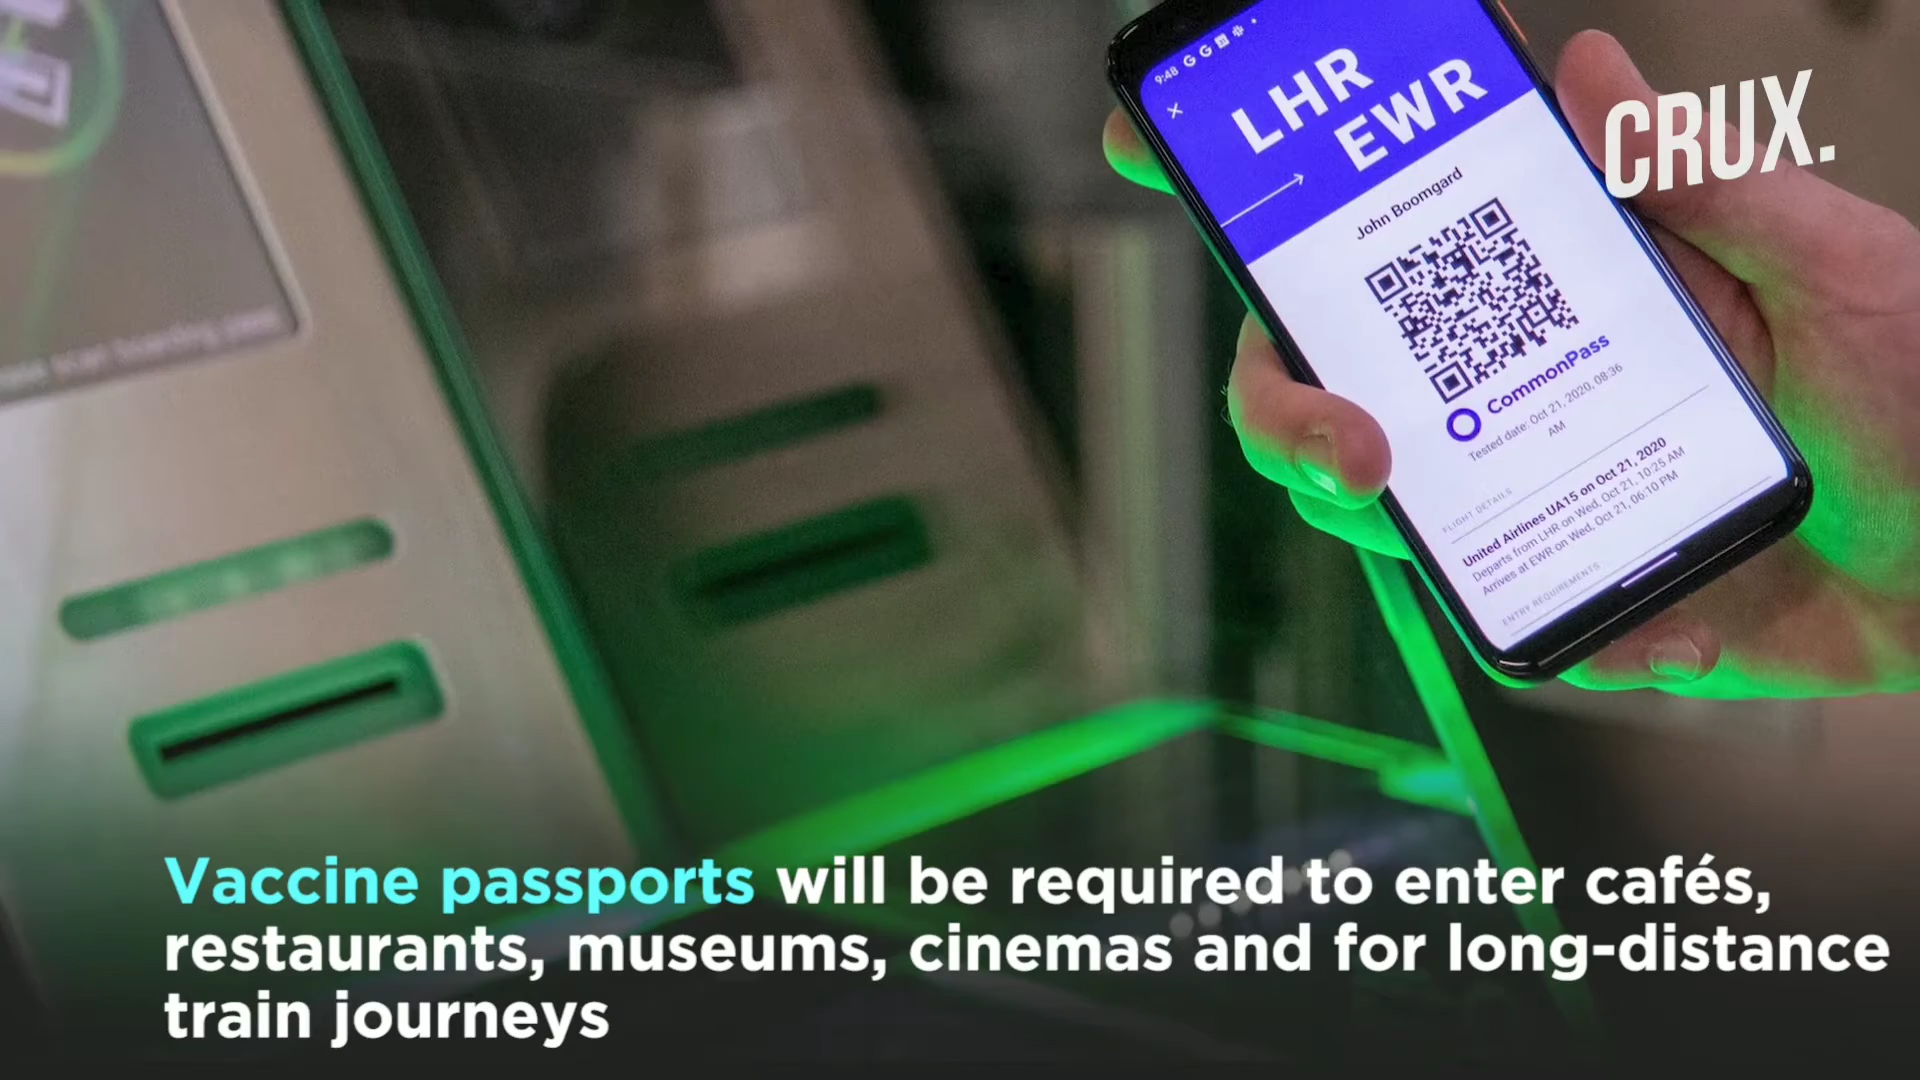 9:48
LHR
EWR
CRUX.
John Boomgard
CommonPass
Tested date: Oct 21, 2020, 08:36
AM
FLIGHT DETAILS
United Airlines UA15 on Oct 21, 2020
Departs from LHR on Wed, Oct 21, 10:25 AM
Arrives at EWR on Wed, Oct 21, 06:10 PM
ENTRY REQUIREMENTS
scan boarding pass
Vaccine passports will be required to enter cafés,
restaurants, museums, cinemas and for long-distance
train journeys